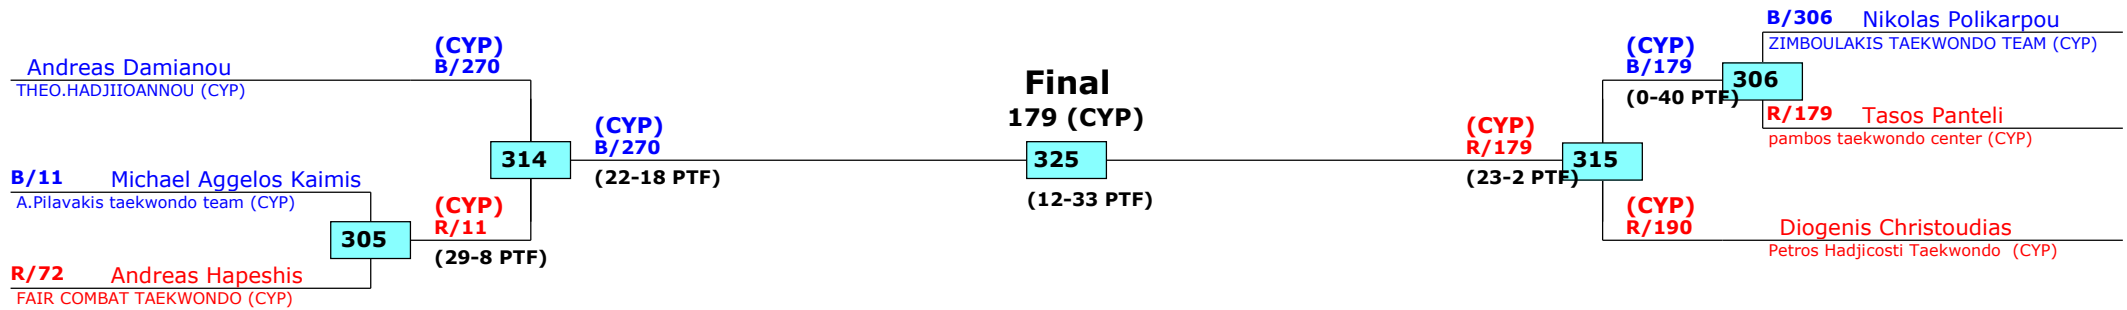 Andreas Damianou
THEO.HADJIIOANNOU (CYP)
(CYP)
B/270
B/11 Michael Aggelos Kaimis
A.Pilavakis taekwondo team (CYP)
305
R/72 Andreas Hapeshis
FAIR COMBAT TAEKWONDO (CYP)
(CYP)
R/11
(29-8 PTF)
314
(CYP)
B/270
(22-18 PTF)
Final
179 (CYP)
325
(12-33 PTF)
(CYP)
R/179
(23-2 PTF)
315
(CYP)
B/179
(0-40 PTF)
306
B/306 Nikolas Polikarpou
ZIMBOULAKIS TAEKWONDO TEAM (CYP)
R/179 Tasos Panteli
pambos taekwondo center (CYP)
(CYP)
R/190
Diogenis Christoudias
Petros Hadjicosti Taekwondo (CYP)